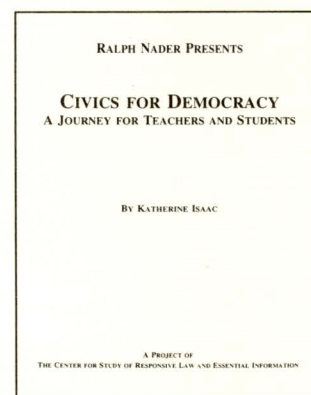 RALPH NADER PRESENTS
CIVICS FOR DEMOCRACY
A JOURNEY FOR TEACHERS AND STUDENTS
BY KATHERINE ISAAC
A PROJECT OF
THE CENTER FOR STUDY OF RESPONSIVE LAW AND ESSENTIAL INFORMATION